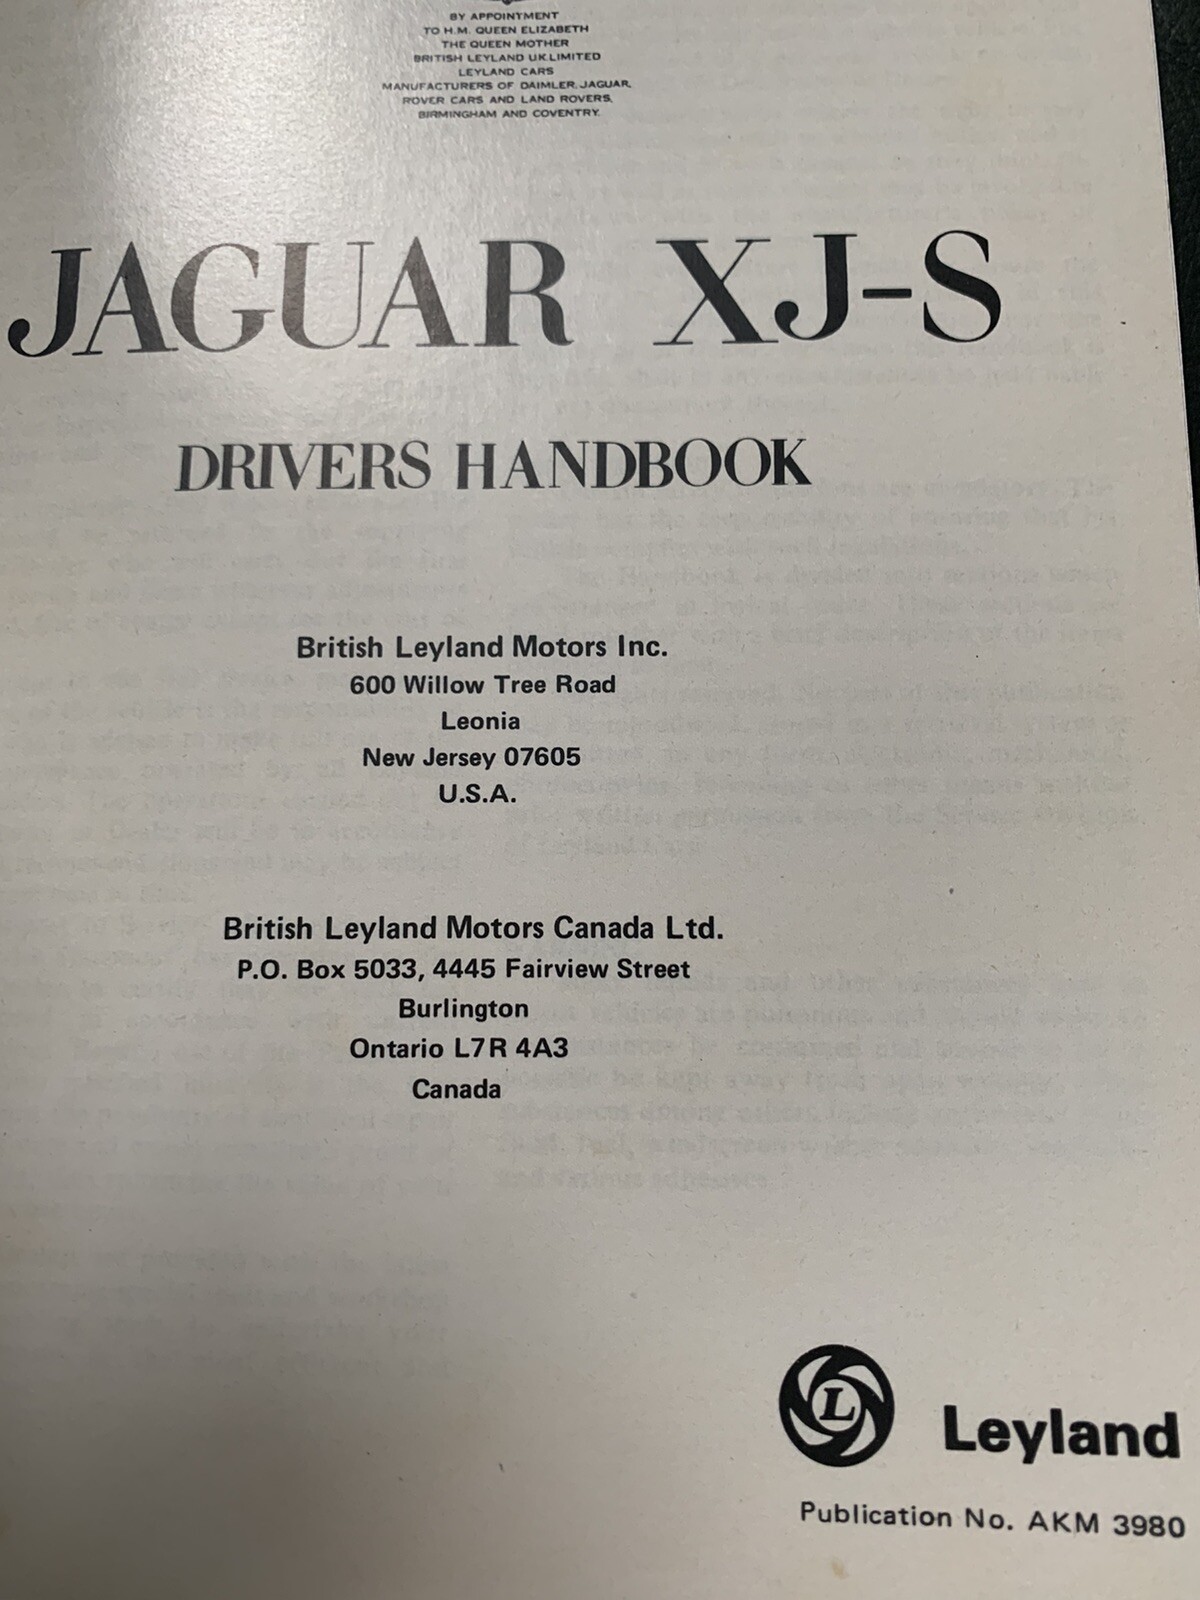 BY APPOINTMENT
TO H.M. QUEEN ELIZABETH
THE QUEEN MOTHER
BRITISH LEYLAND UK LIMITED
LEYLAND CARS
MANUFACTURERS OF DAIMLER, JAGUAR,
ROVER CARS AND LAND ROVERS,
BIRMINGHAM AND COVENTRY.
JAGUAR XJ-S
DRIVERS HANDBOOK
British Leyland Motors Inc.
600 Willow Tree Road
Leonia
New Jersey 07605
U.S.A.
British Leyland Motors Canada Ltd.
P.O. Box 5033, 4445 Fairview Street
Burlington
Ontario L7R 4A3
Canada
L
Leyland
Publication No. AKM 3980